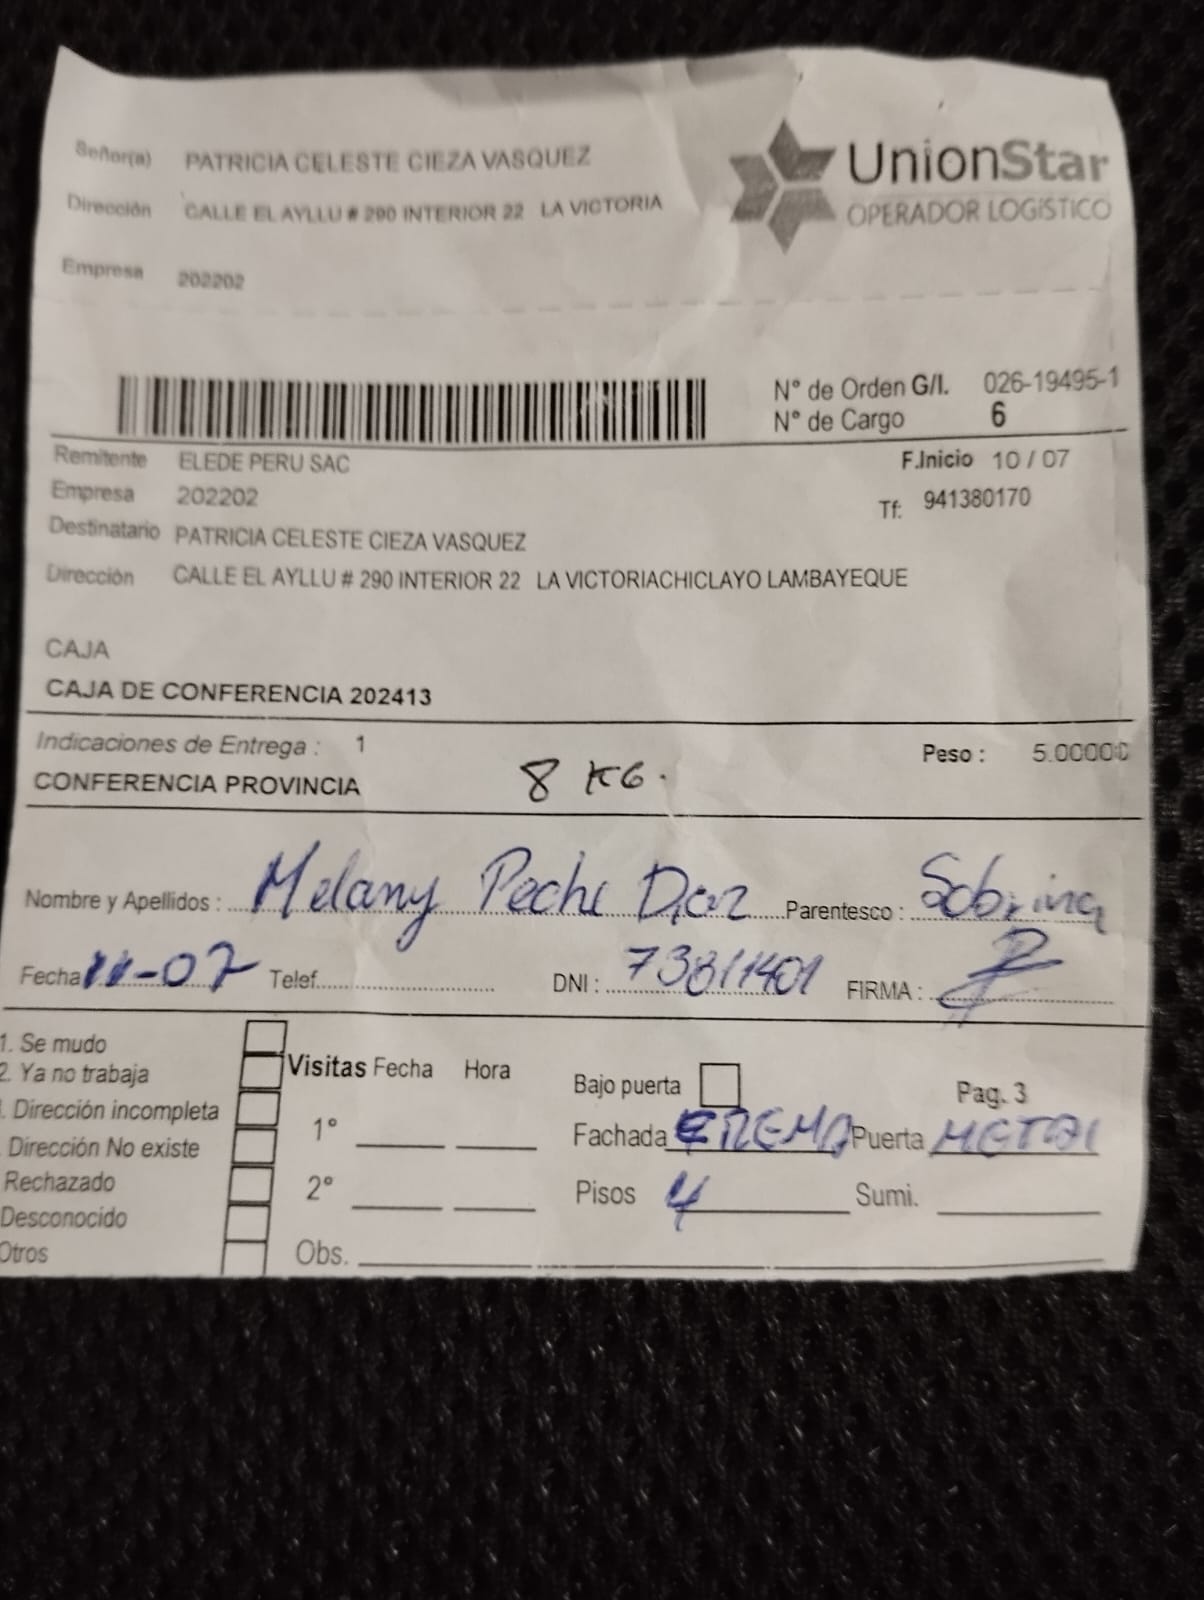 Señor(a) PATRICIA CELESTE CIEZA VASQUEZ
Dirección CALLE EL AYLLU # 290 INTERIOR 22 LA VICTORIA
Empresa 202202
UnionStar
OPERADOR LOGÍSTICO
N° de Orden G/I. 026-19495-1
N° de Cargo 6
Remitente ELEDE PERU SAC F.Inicio 10 / 07
Empresa 202202 Tf: 941380170
Destinatario PATRICIA CELESTE CIEZA VASQUEZ
Dirección CALLE EL AYLLU # 290 INTERIOR 22 LA VICTORIACHICLAYO LAMBAYEQUE
CAJA
CAJA DE CONFERENCIA 202413
Indicaciones de Entrega : 1 Peso : 5.00000
CONFERENCIA PROVINCIA 8 KG.
Nombre y Apellidos : Melany Peche Diaz Parentesco : Sobrina
Fecha 11-07 Telef. DNI : 73811401 FIRMA :
1. Se mudo
2. Ya no trabaja
. Dirección incompleta
. Dirección No existe
Rechazado
Desconocido
Otros
Visitas Fecha Hora
1°
2°
Obs.
Bajo puerta Pag. 3
Fachada CREMA Puerta METAL
Pisos 4 Sumi.